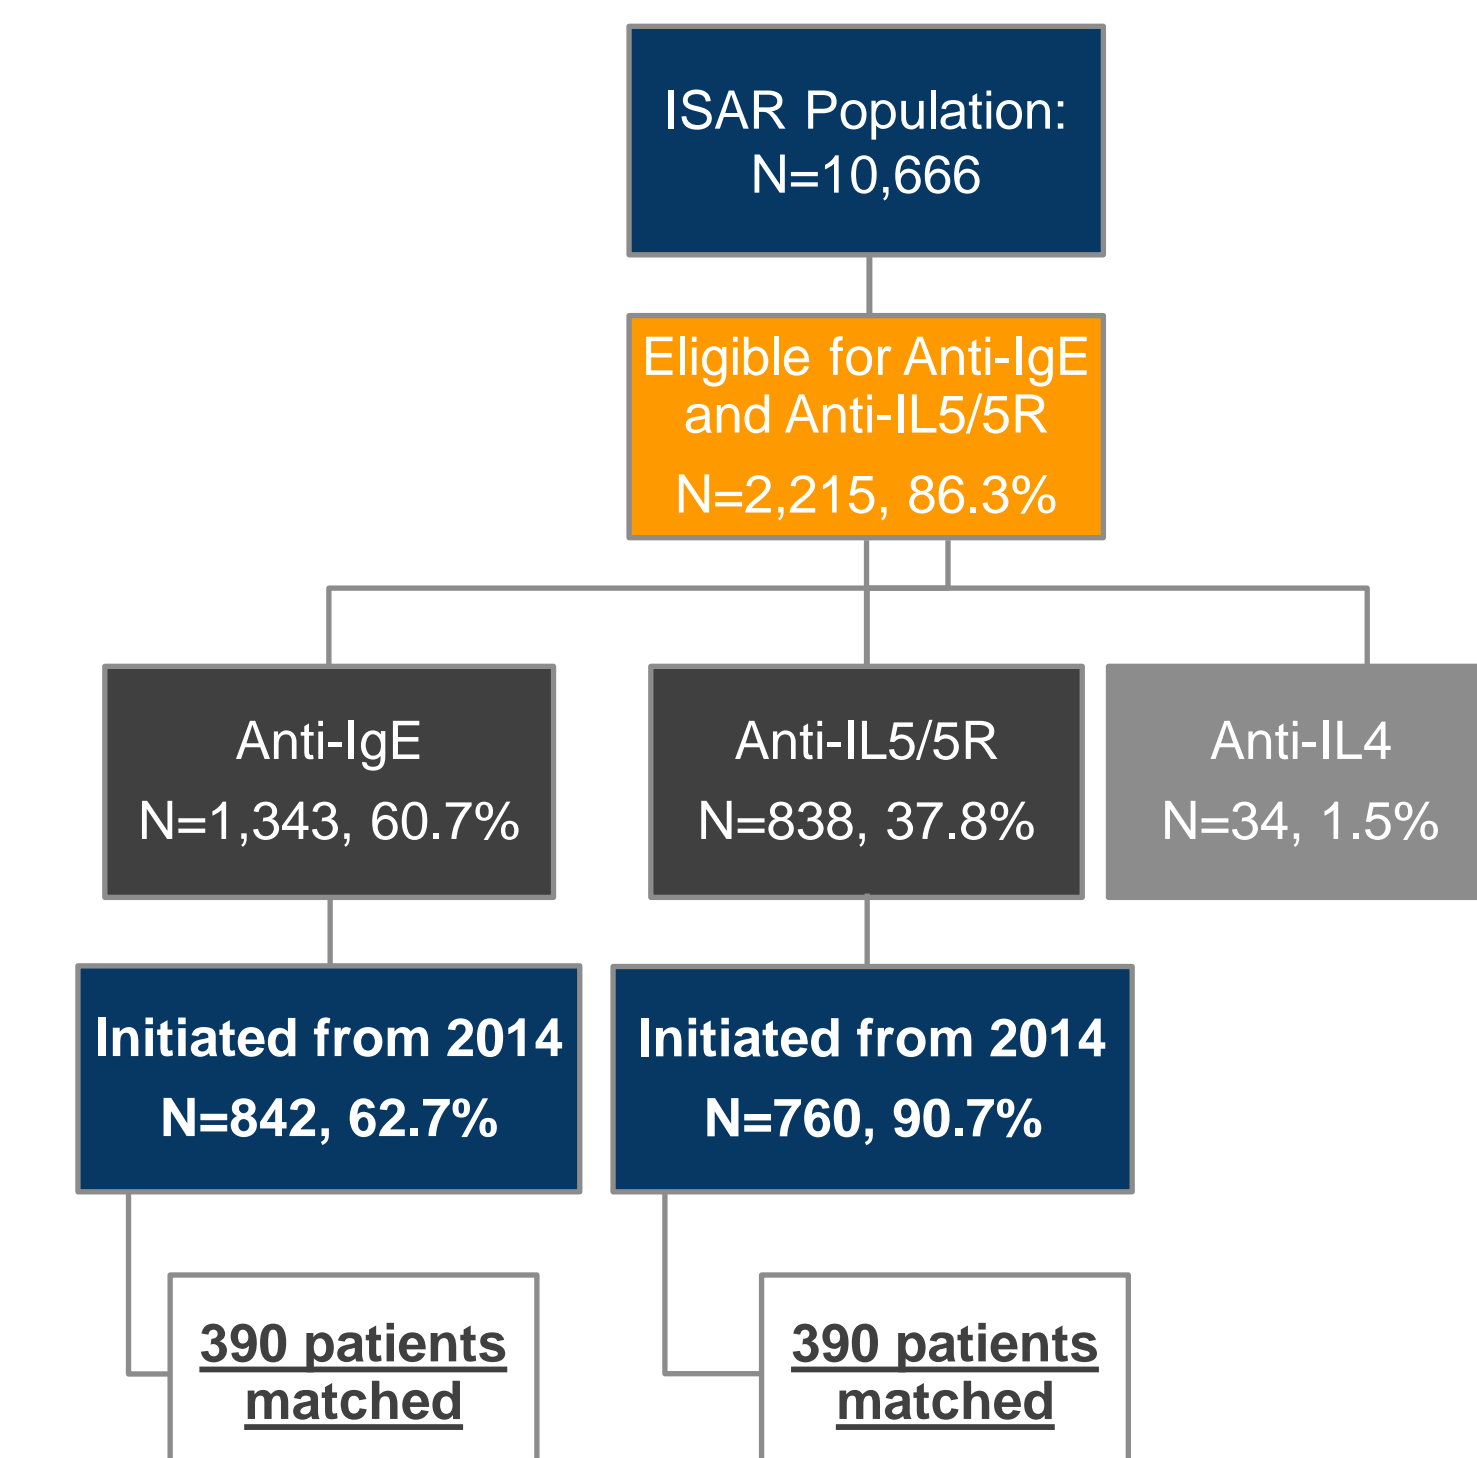 ISAR Population:
N=10,666
Eligible for Anti-IgE
and Anti-IL5/5R
N=2,215, 86.3%
Anti-IgE
N=1,343, 60.7%
Anti-IL5/5R
N=838, 37.8%
Anti-IL4
N=34, 1.5%
Initiated from 2014
N=842, 62.7%
Initiated from 2014
N=760, 90.7%
390 patients
matched
390 patients
matched